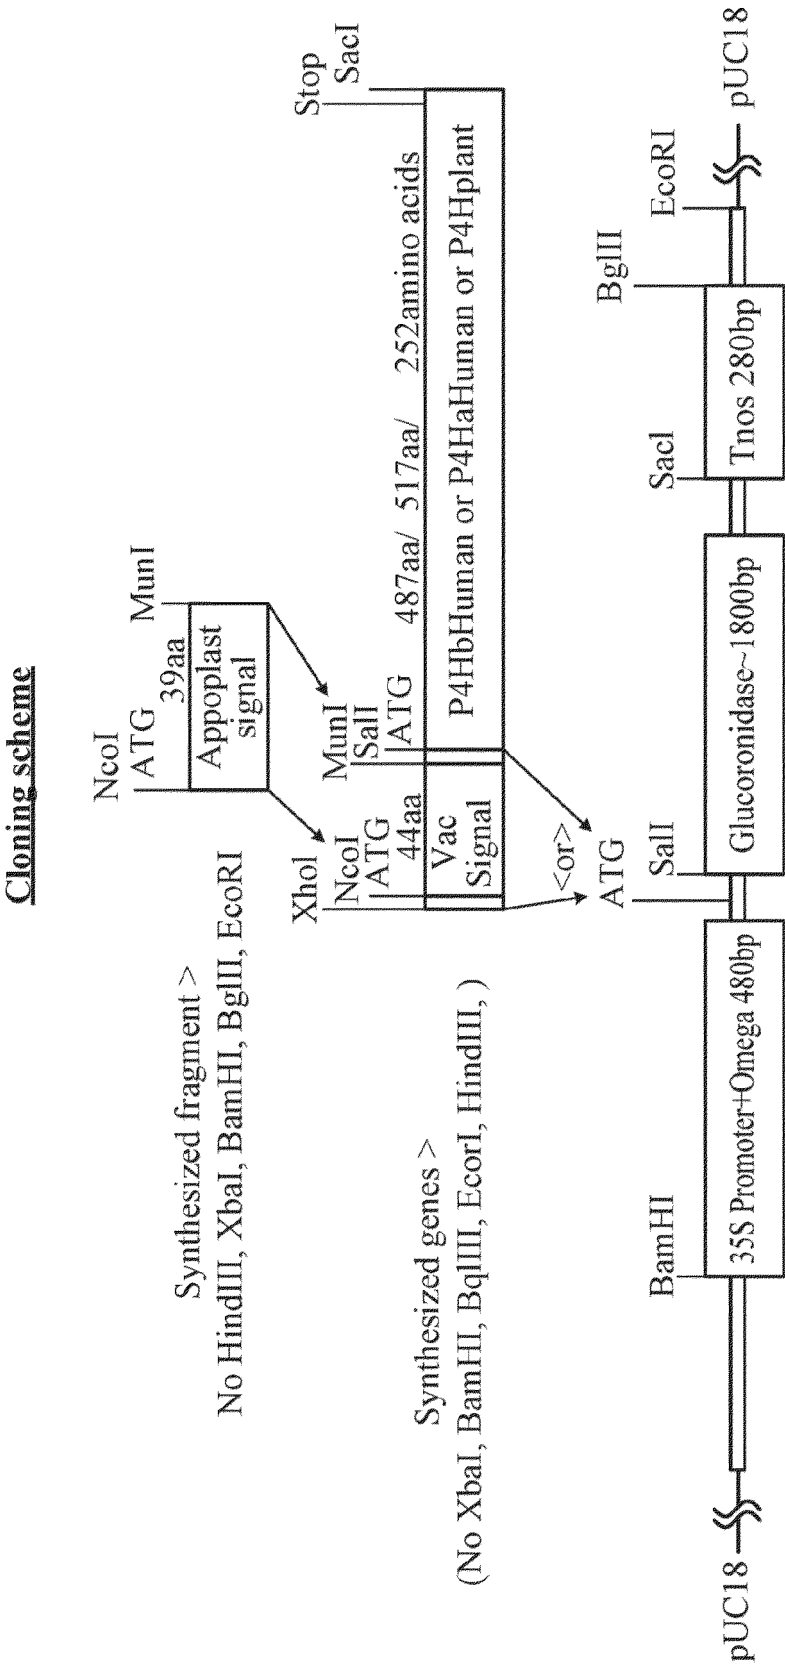 Cloning scheme
NcoI
ATG
39aa
MunI
Appoplast
signal
Synthesized fragment >
No HindIII, XbaI, BamHI, BglII, EcoRI
XhoI
NcoI
ATG
44aa
MunI
SalI
ATG
487aa/ 517aa/ 252amino acids
Stop
SacI
Vac
Signal
P4HbHuman or P4HaHuman or P4Hplant
Synthesized genes >
(No XbaI, BamHI, BqlIII, EcorI, HindIII, )
<or>
ATG
BamHI
SalI
SacI
BglII
EcoRI
pUC18
35S Promoter+Omega 480bp
Glucoronidase~1800bp
Tnos 280bp
pUC18